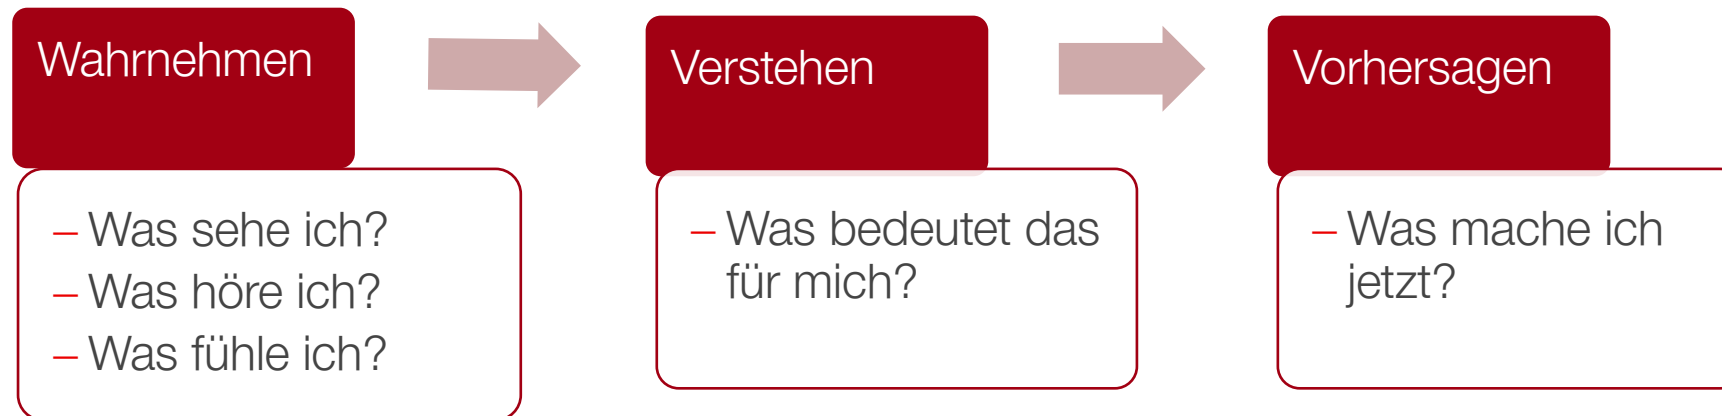 Wahrnehmen
– Was sehe ich?
– Was höre ich?
– Was fühle ich?
Verstehen
– Was bedeutet das
für mich?
Vorhersagen
– Was mache ich
jetzt?